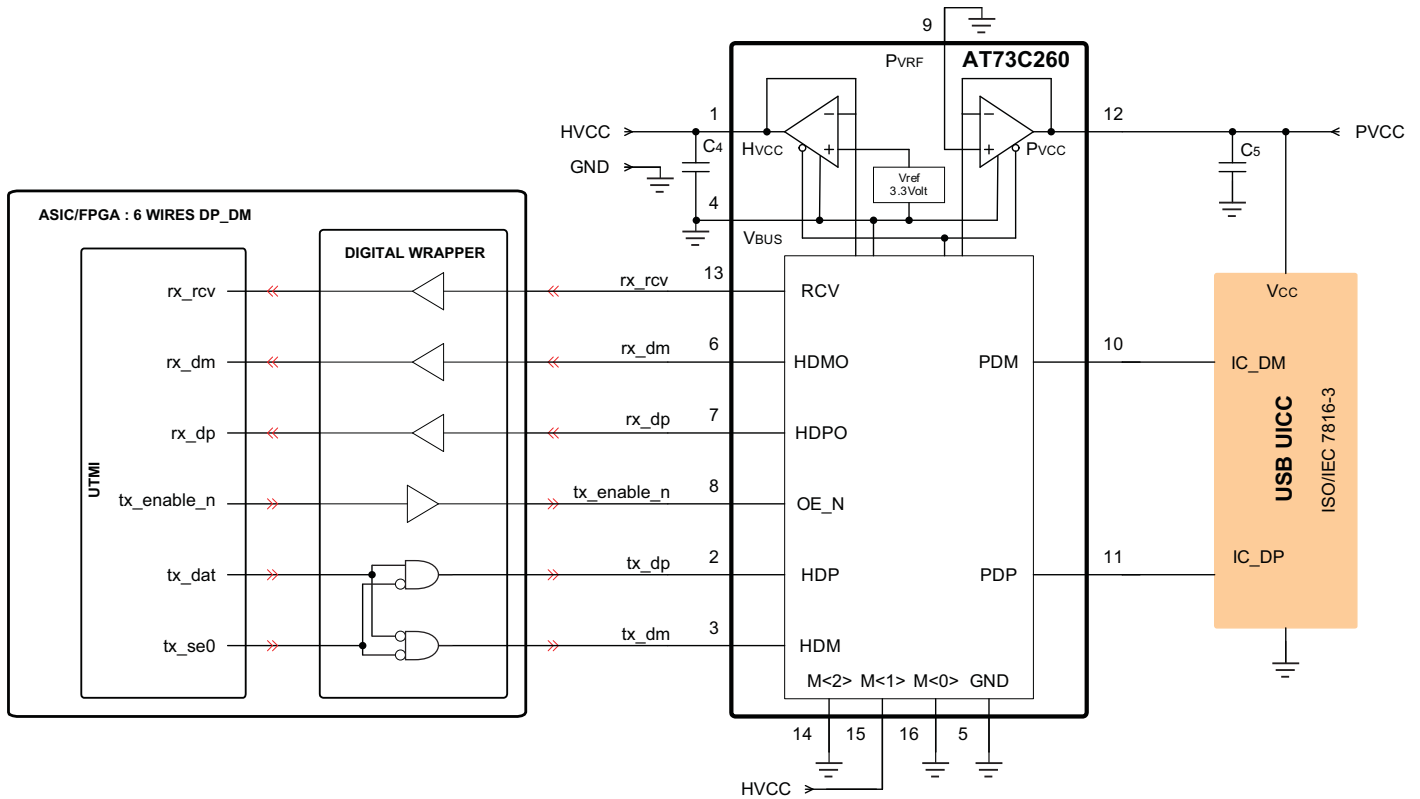 9
PVRF
AT73C260
1
12
HVCC
C4
HVCC
PVCC
C5
PVCC
GND
Vref
3.3Volt
4
VBUS
ASIC/FPGA : 6 WIRES DP_DM
DIGITAL WRAPPER
UTMI
rx_rcv
rx_rcv
13
RCV
VCC
rx_dm
rx_dm
6
HDMO
PDM
10
IC_DM
rx_dp
rx_dp
7
HDPO
tx_enable_n
tx_enable_n
8
OE_N
USB UICC
ISO/IEC 7816-3
tx_dat
tx_dp
2
HDP
PDP
11
IC_DP
tx_se0
tx_dm
3
HDM
M<2> M<1> M<0> GND
14
15
16
5
HVCC